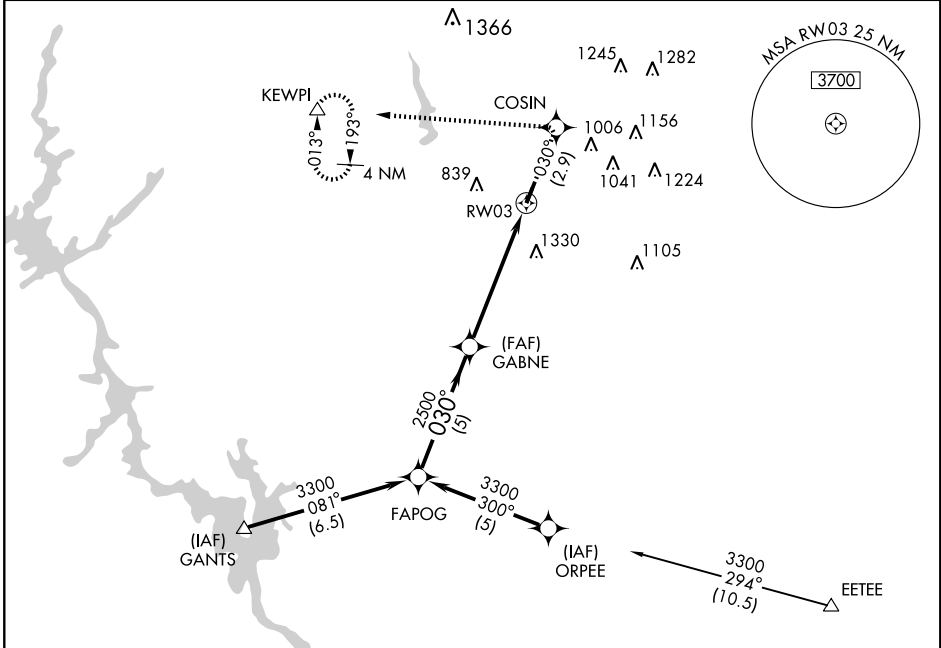 1366
1245
1282
MSA RW03 25 NM
3700
KEWPI
COSIN
013°
193°
4 NM
030°
(2.9)
1006
1156
839
1041
1224
RW03
1330
1105
(FAF)
GABNE
2500
030°
(5)
3300
081°
(6.5)
FAPOG
3300
300°
(5)
(IAF)
GANTS
(IAF)
ORPEE
3300
294°
(10.5)
EETEE